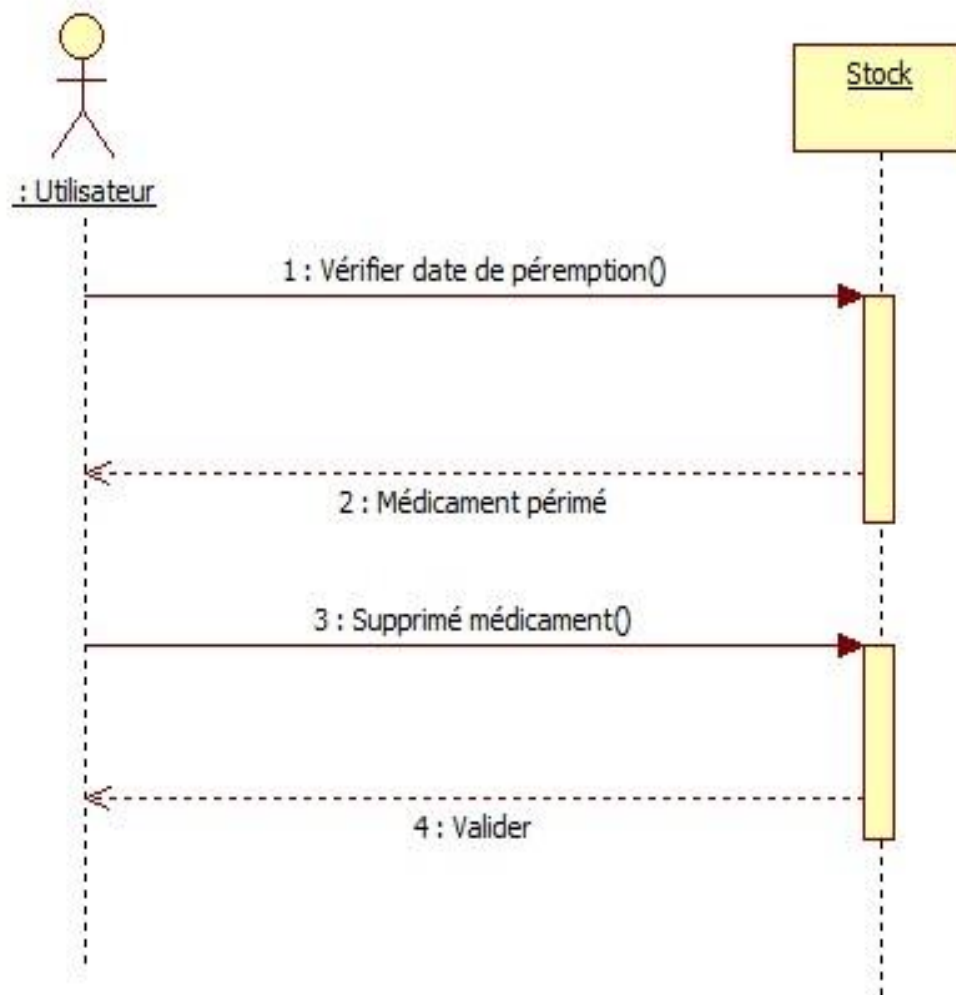 Stock
: Utilisateur
1 : Vérifier date de péremption()
2 : Médicament périmé
3 : Supprimé médicament()
4 : Valider